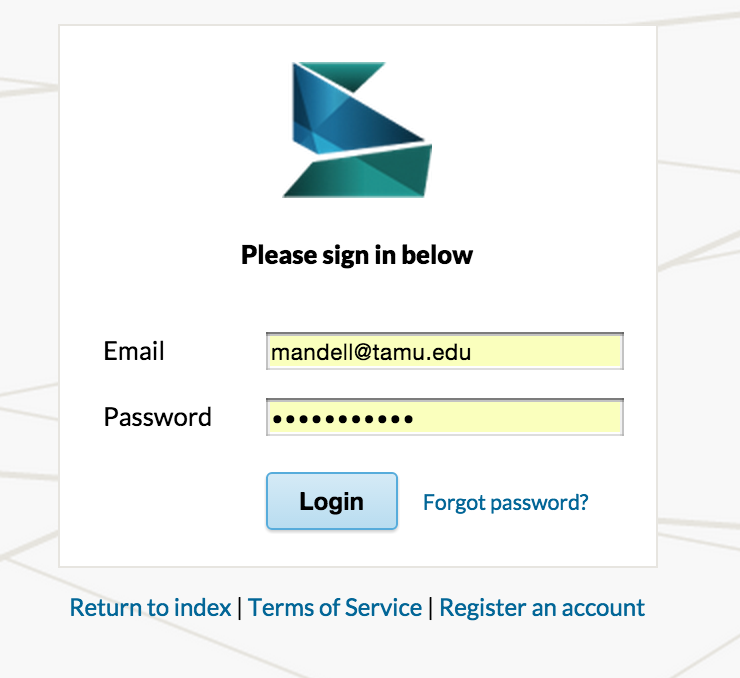 Please sign in below
Email mandell@tamu.edu
Password •••••••••••
Login Forgot password?
Return to index | Terms of Service | Register an account